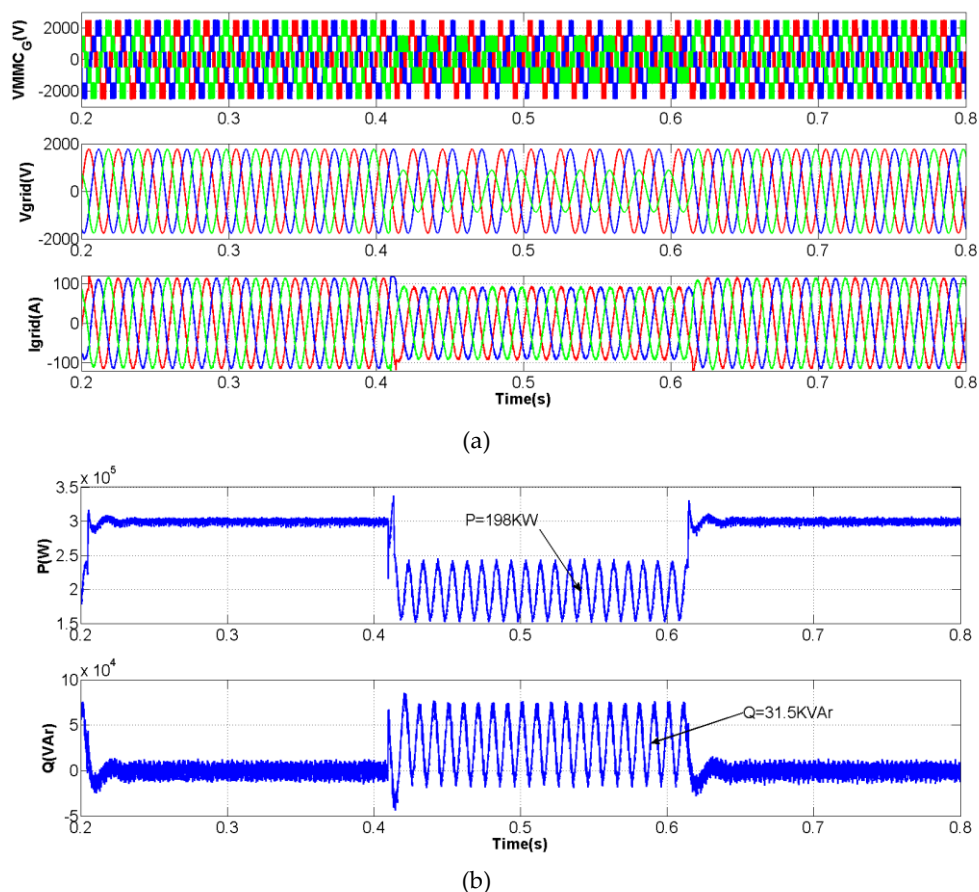 VMMC_G(V)
2000
0
-2000
0.2 0.3 0.4 0.5 0.6 0.7 0.8
Vgrid(V)
2000
0
-2000
0.2 0.3 0.4 0.5 0.6 0.7 0.8
Igrid(A)
100
0
-100
0.2 0.3 0.4 0.5 0.6 0.7 0.8
Time(s)
(a)
x 10^5
P(W)
3.5
3
2.5
2
1.5
P=198KW
0.2 0.3 0.4 0.5 0.6 0.7 0.8
x 10^4
Q(VAr)
10
5
0
-5
Q=31.5KVAr
0.2 0.3 0.4 0.5 0.6 0.7 0.8
Time(s)
(b)